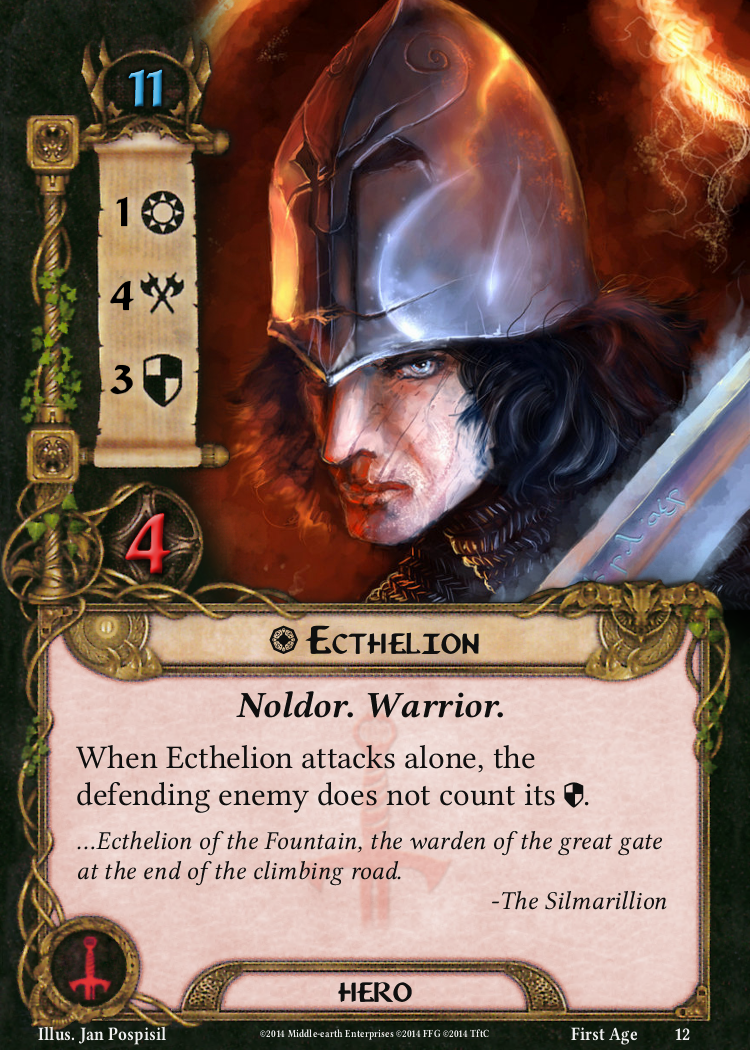 11
1
4
3
4
Ecthelion
Noldor. Warrior.
When Ecthelion attacks alone, the
defending enemy does not count its .
...Ecthelion of the Fountain, the warden of the great gate
at the end of the climbing road.
-The Silmarillion
HERO
Illus. Jan Pospisil ©2014 Middle-earth Enterprises ©2014 FFG ©2014 TftC First Age 12